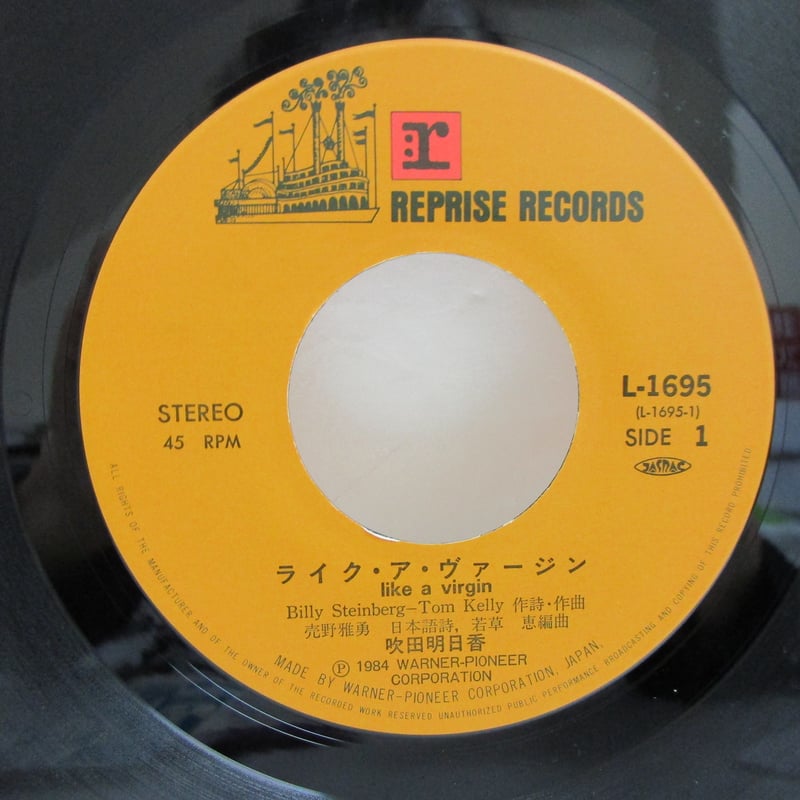 r
REPRISE RECORDS
STEREO
45 RPM
L-1695
(L-1695-1)
SIDE 1
JASRAC
ライク・ア・ヴァージン
like a virgin
Billy Steinberg–Tom Kelly 作詩・作曲
売野雅勇 日本語詩, 若草 恵編曲
吹田明日香
Ⓟ 1984 WARNER-PIONEER
CORPORATION
MADE BY WARNER-PIONEER CORPORATION, JAPAN.
ALL RIGHTS OF THE MANUFACTURER AND OF THE OWNER OF THE RECORDED WORK RESERVED UNAUTHORIZED PUBLIC PERFORMANCE BROADCASTING AND COPYING OF THIS RECORD PROHIBITED